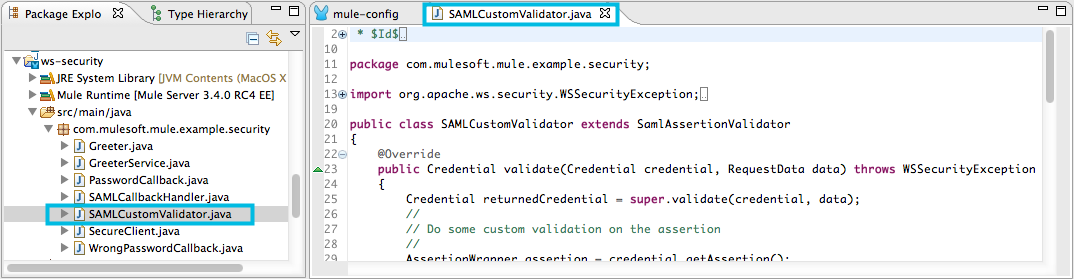 Package Explo
Type Hierarchy
ws-security
JRE System Library [JVM Contents (MacOS X
Mule Runtime [Mule Server 3.4.0 RC4 EE]
src/main/java
com.mulesoft.mule.example.security
Greeter.java
GreeterService.java
PasswordCallback.java
SAMLCallbackHandler.java
SAMLCustomValidator.java
SecureClient.java
WrongPasswordCallback.java
mule-config
SAMLCustomValidator.java
2 * $Id$
10
11 package com.mulesoft.mule.example.security;
12
13 import org.apache.ws.security.WSSecurityException;
19
20 public class SAMLCustomValidator extends SamlAssertionValidator
21 {
22 @Override
23 public Credential validate(Credential credential, RequestData data) throws WSSecurityException
24 {
25 Credential returnedCredential = super.validate(credential, data);
26 //
27 // Do some custom validation on the assertion
28 //
29 AssertionWrapper assertion = credential.getAssertion();